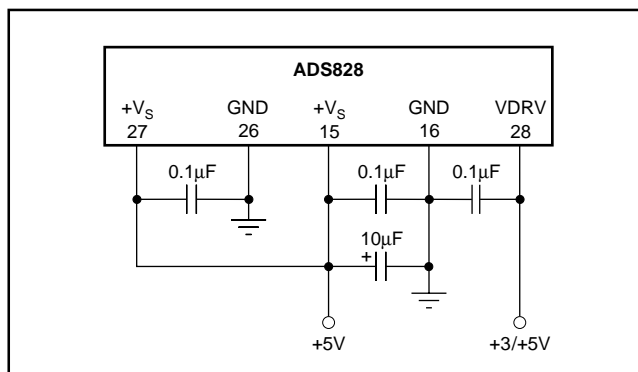 ADS828
+VS GND +VS GND VDRV
27 26 15 16 28
0.1µF 0.1µF 0.1µF
10µF
+
+5V +3/+5V